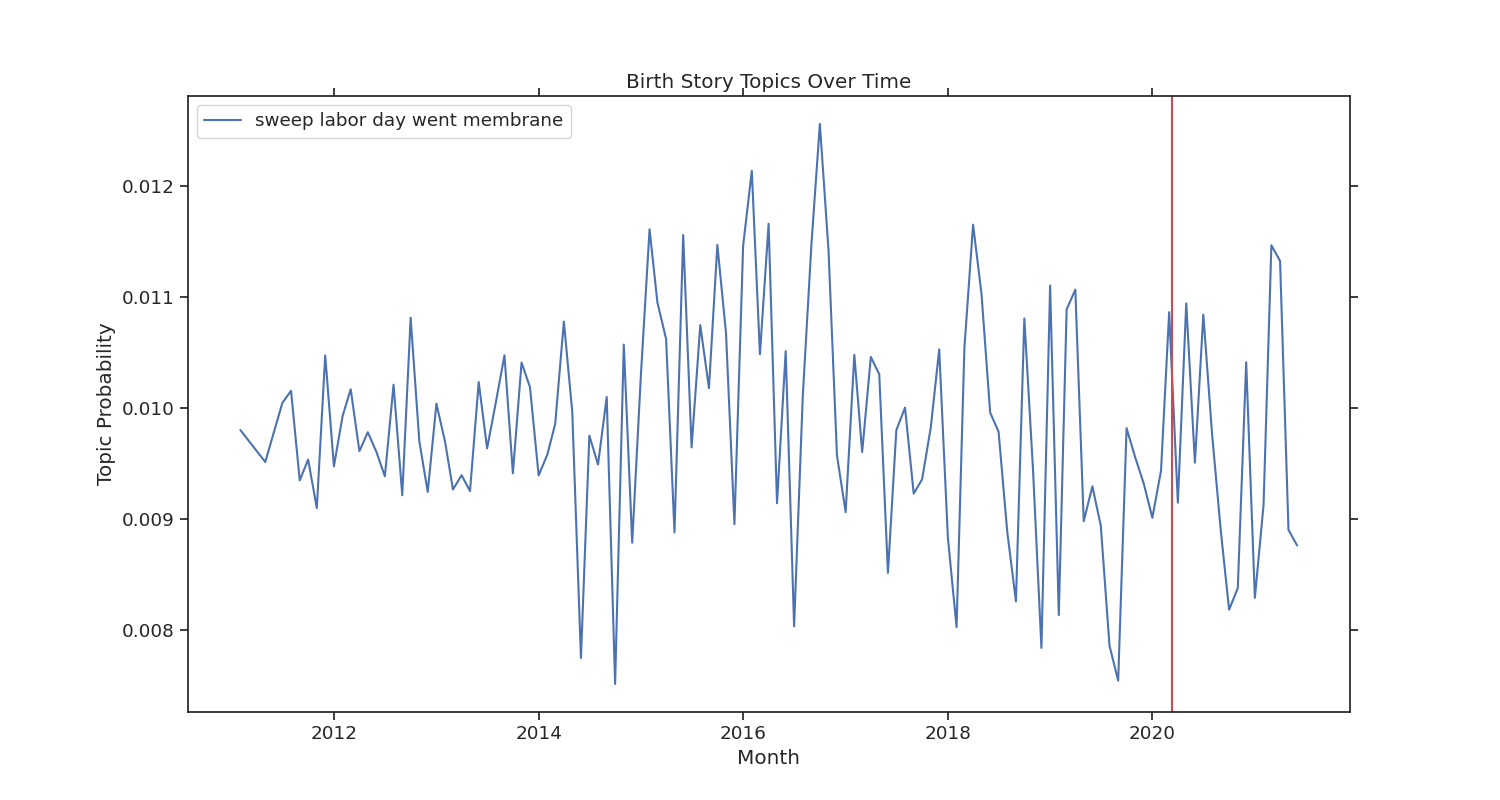 Birth Story Topics Over Time
sweep labor day went membrane
Topic Probability
0.012
0.011
0.010
0.009
0.008
2012 2014 2016 2018 2020
Month